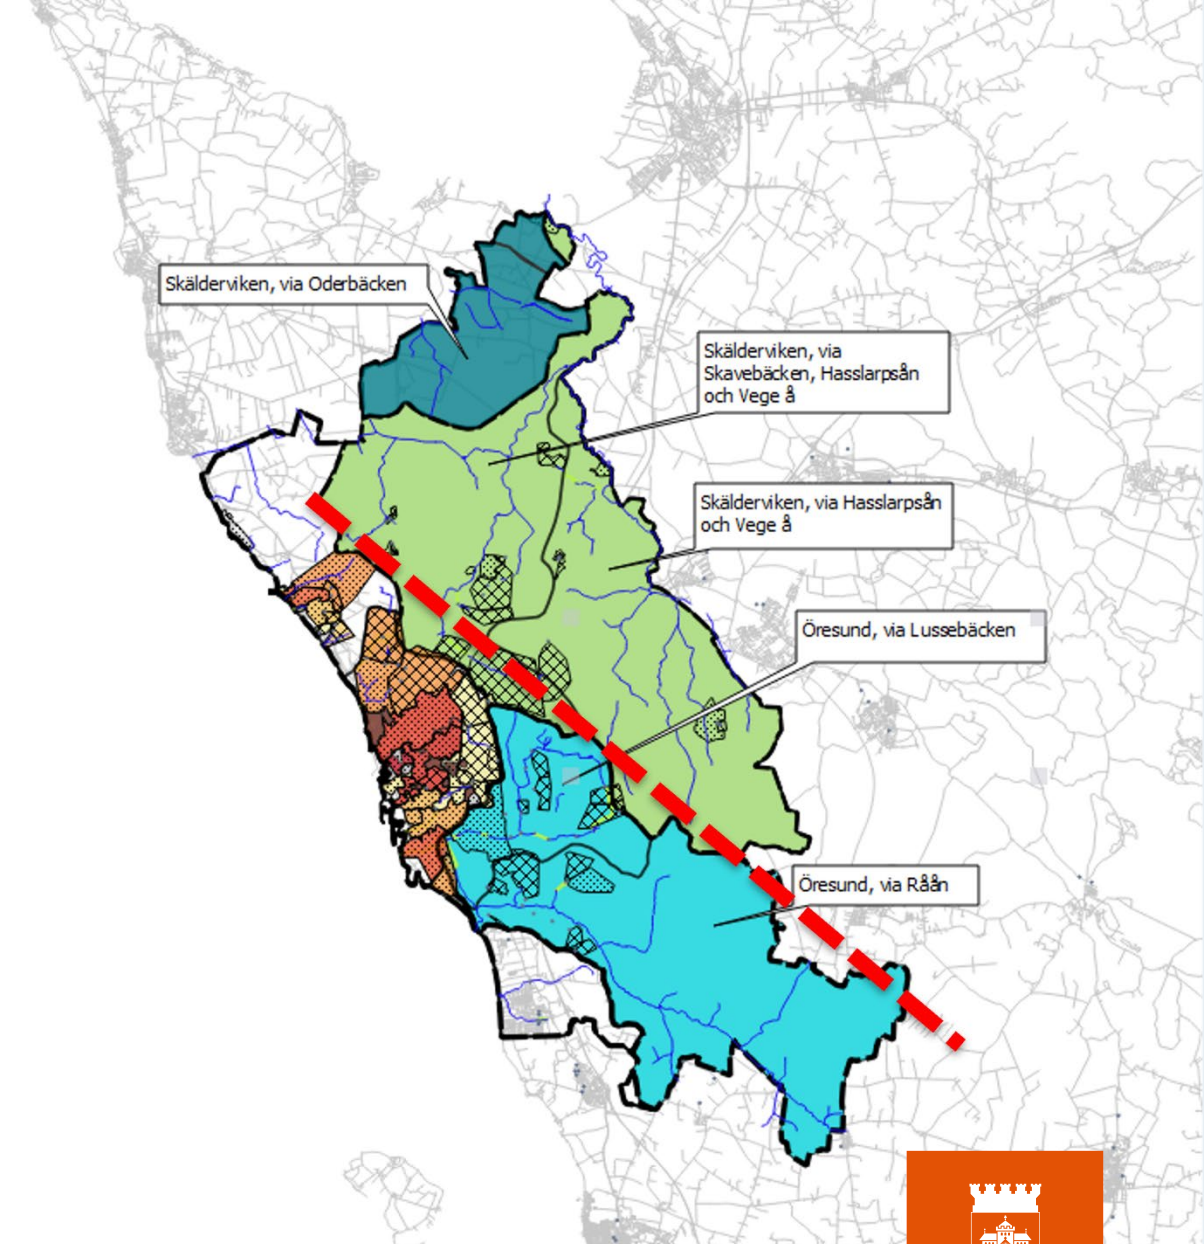 Skälderviken, via Oderbäcken
Skälderviken, via
Skavebäcken, Hasslarpsån
och Vege å
Skälderviken, via Hasslarpsån
och Vege å
Öresund, via Lussebäcken
Öresund, via Råån